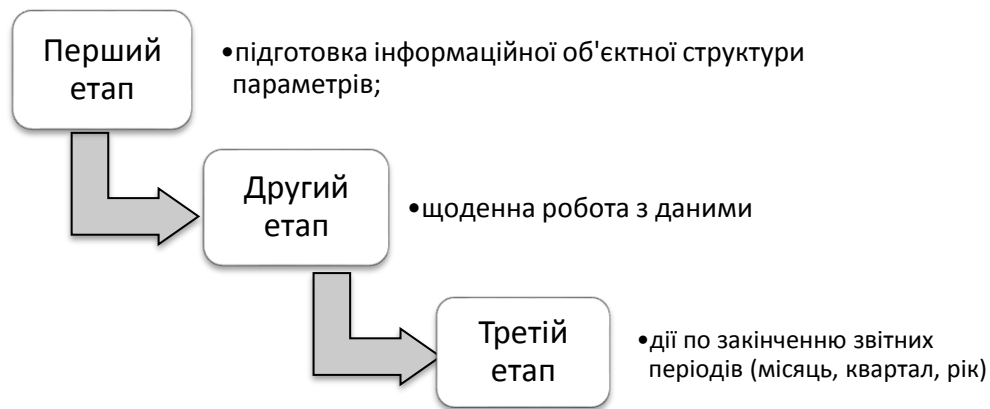 Перший
етап
•підготовка інформаційної об'єктної структури
параметрів;
Другий
етап
•щоденна робота з даними
Третій
етап
•дії по закінченню звітних
періодів (місяць, квартал, рік)